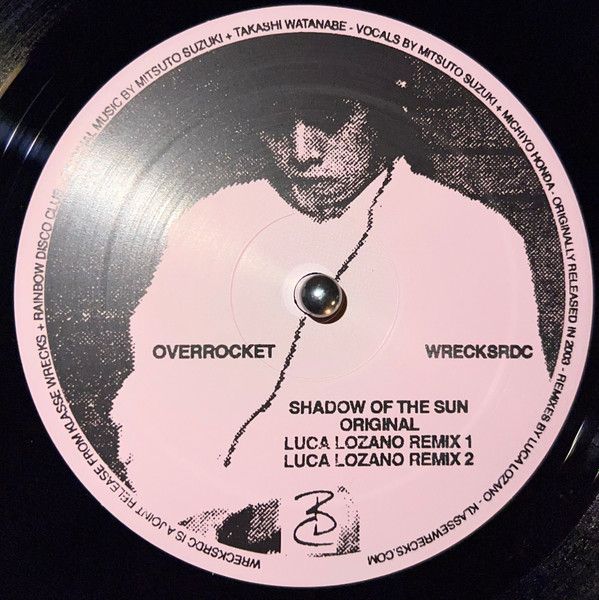 WRECKSRDC IS A JOINT RELEASE FROM KLASSE WRECKS + RAINBOW DISCO CLUB - MUSIC BY MITSUTO SUZUKI + TAKASHI WATANABE - VOCALS BY MITSUTO SUZUKI + MICHIYO HONDA - ORIGINALLY RELEASED IN 2003 - REMIXES BY LUCA LOZANO - KLASSEWRECKS.COM
OVERROCKET
WRECKSRDC
SHADOW OF THE SUN
ORIGINAL
LUCA LOZANO REMIX 1
LUCA LOZANO REMIX 2